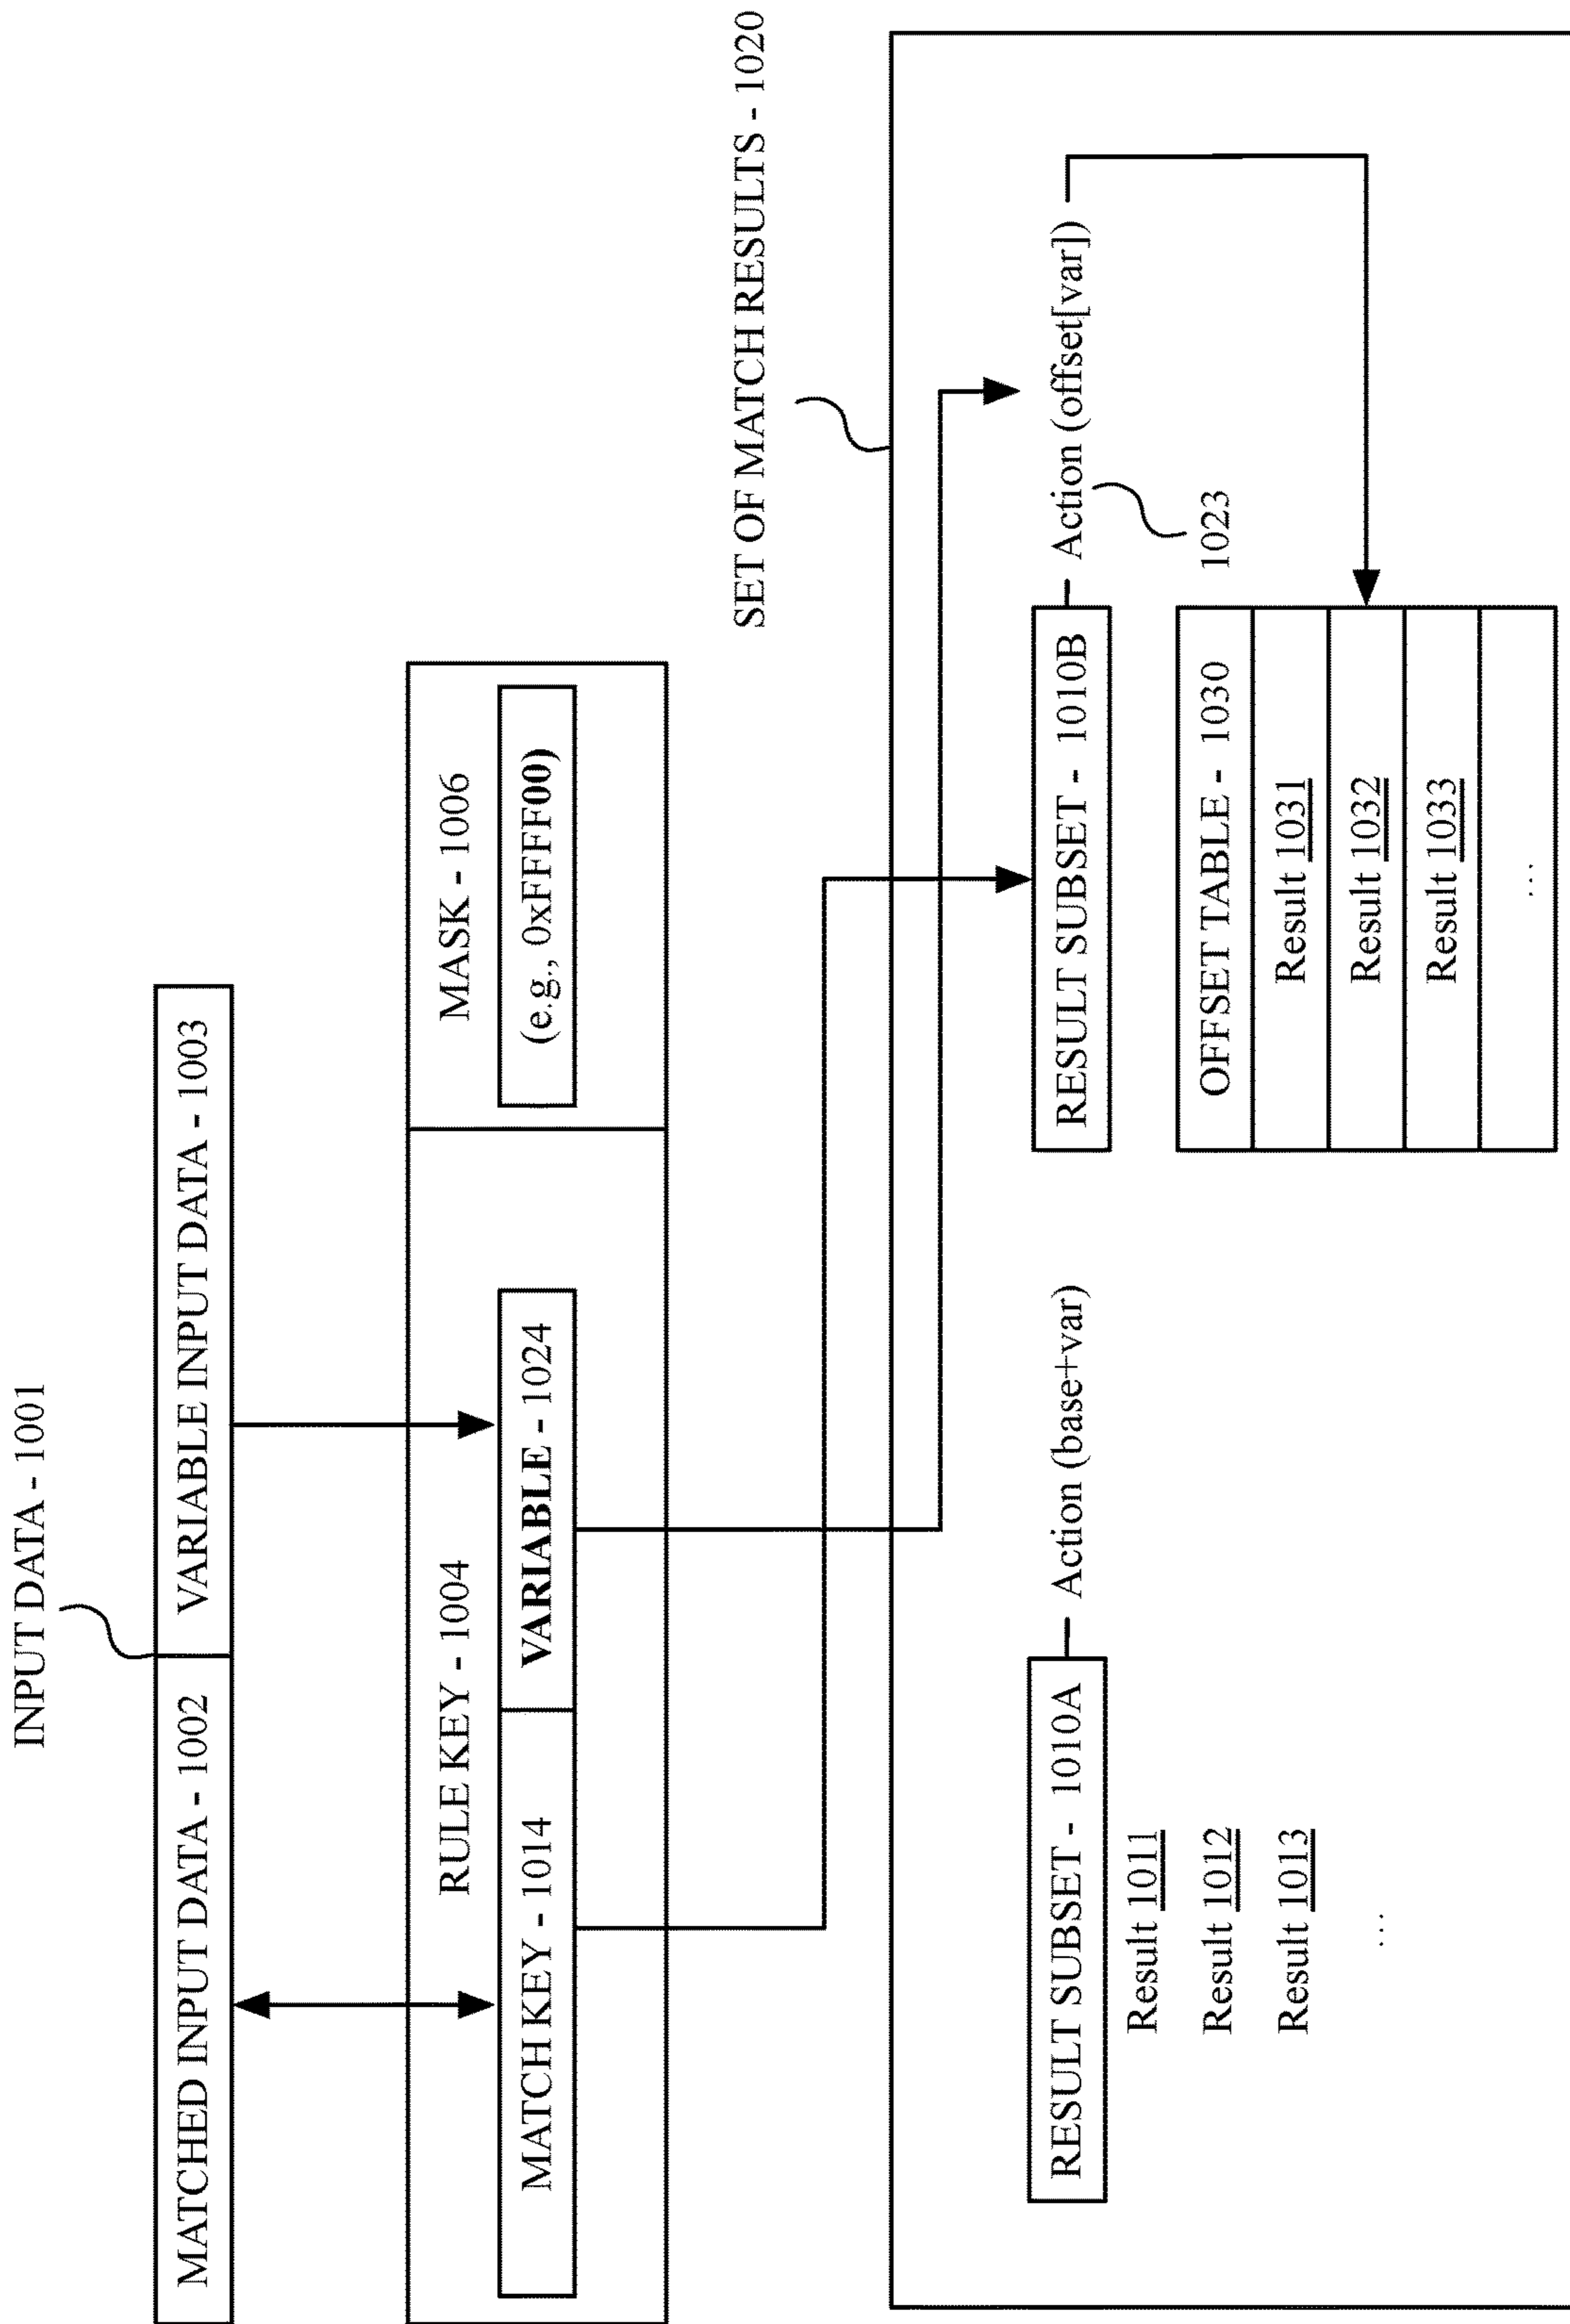 INPUT DATA - 1001
MATCHED INPUT DATA - 1002
VARIABLE INPUT DATA - 1003
RULE KEY - 1004
MASK - 1006
MATCH KEY - 1014
VARIABLE - 1024
(e.g., 0xFFFF00)
SET OF MATCH RESULTS - 1020
RESULT SUBSET - 1010A
Action (base+var)
Result 1011
Result 1012
Result 1013
...
RESULT SUBSET - 1010B
Action (offset[var])
1023
OFFSET TABLE - 1030
Result 1031
Result 1032
Result 1033
...